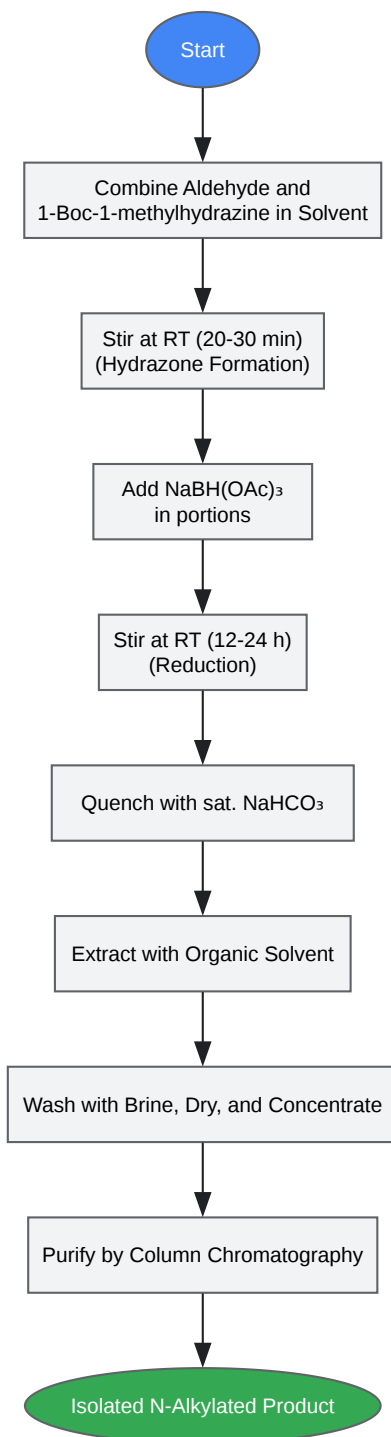 Start
Combine Aldehyde and
1-Boc-1-methylhydrazine in Solvent
Stir at RT (20-30 min)
(Hydrazone Formation)
Add NaBH(OAc)₃
in portions
Stir at RT (12-24 h)
(Reduction)
Quench with sat. NaHCO₃
Extract with Organic Solvent
Wash with Brine, Dry, and Concentrate
Purify by Column Chromatography
Isolated N-Alkylated Product